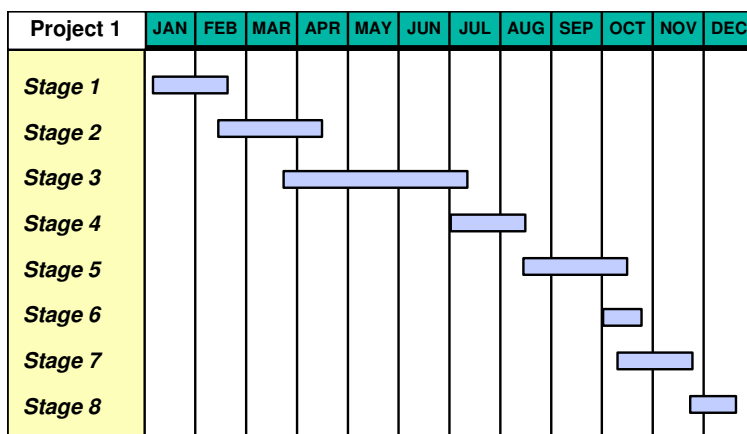 Project 1 JAN FEB MAR APR MAY JUN JUL AUG SEP OCT NOV DEC
Stage 1
Stage 2
Stage 3
Stage 4
Stage 5
Stage 6
Stage 7
Stage 8